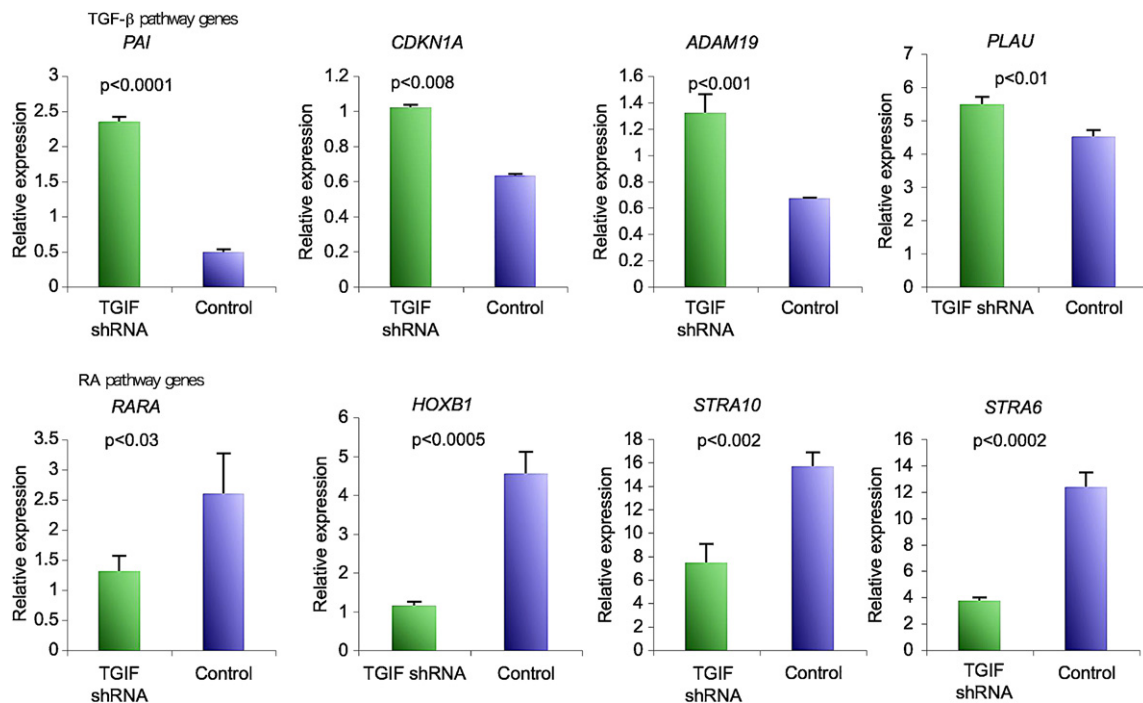 TGF-β pathway genes
PAI
p<0.0001
Relative expression
3
2.5
2
1.5
1
0.5
0
TGIF
shRNA
Control
CDKN1A
p<0.008
Relative expression
1.2
1
0.8
0.6
0.4
0.2
0
TGIF
shRNA
Control
ADAM19
p<0.001
Relative expression
1.6
1.4
1.2
1
0.8
0.6
0.4
0.2
0
TGIF
shRNA
Control
PLAU
p<0.01
Relative expression
7
6
5
4
3
2
1
0
TGIF shRNA
Control
RA pathway genes
RARA
p<0.03
Relative expression
3.5
3
2.5
2
1.5
1
0.5
0
TGIF
shRNA
Control
HOXB1
p<0.0005
Relative expression
6
5
4
3
2
1
0
TGIF shRNA
Control
STRA10
p<0.002
Relative expression
18
16
14
12
10
8
6
4
2
0
TGIF
shRNA
Control
STRA6
p<0.0002
Relative expression
16
14
12
10
8
6
4
2
0
TGIF
shRNA
Control